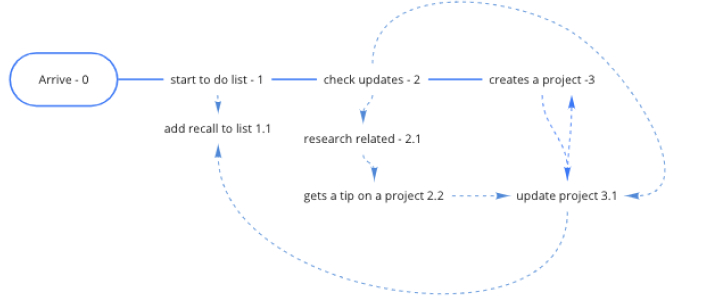 Arrive - 0
start to do list - 1
check updates - 2
creates a project -3
add recall to list 1.1
research related - 2.1
gets a tip on a project 2.2
update project 3.1